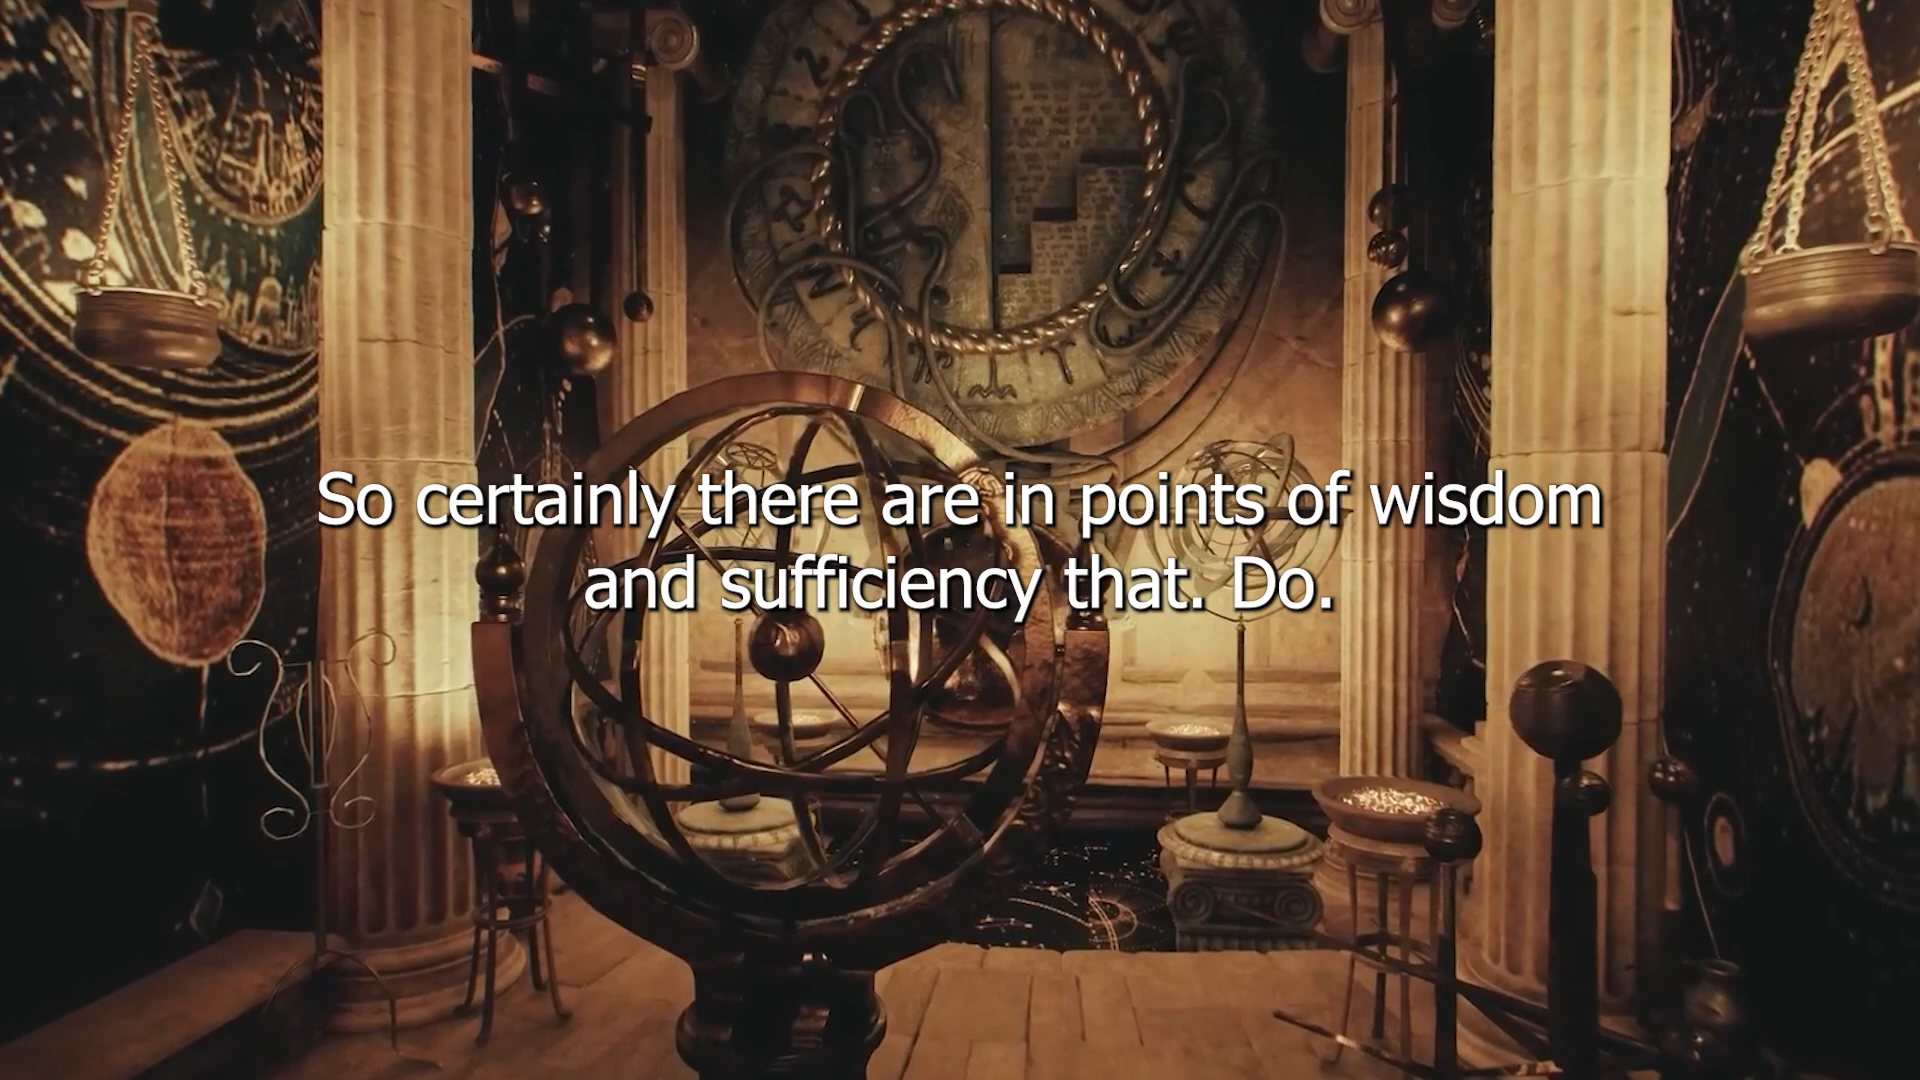 So certainly there are in points of wisdom
and sufficiency that. Do.